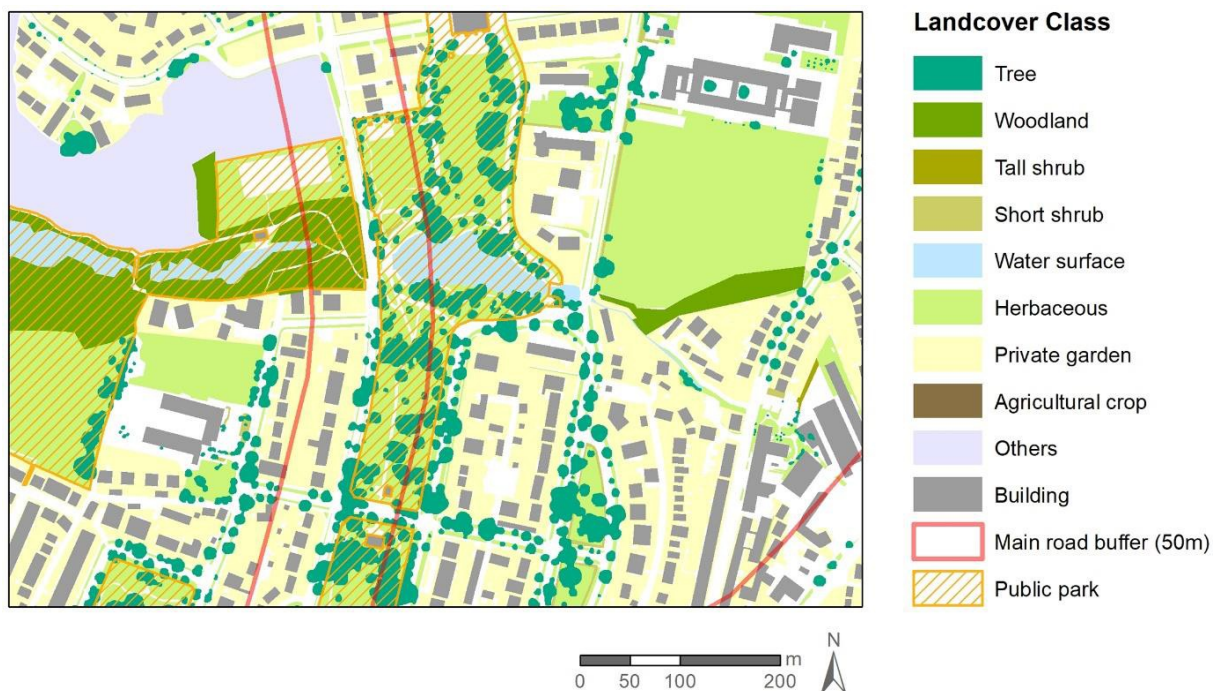 Landcover Class
Tree
Woodland
Tall shrub
Short shrub
Water surface
Herbaceous
Private garden
Agricultural crop
Others
Building
Main road buffer (50m)
Public park
m
N
0 50 100 200